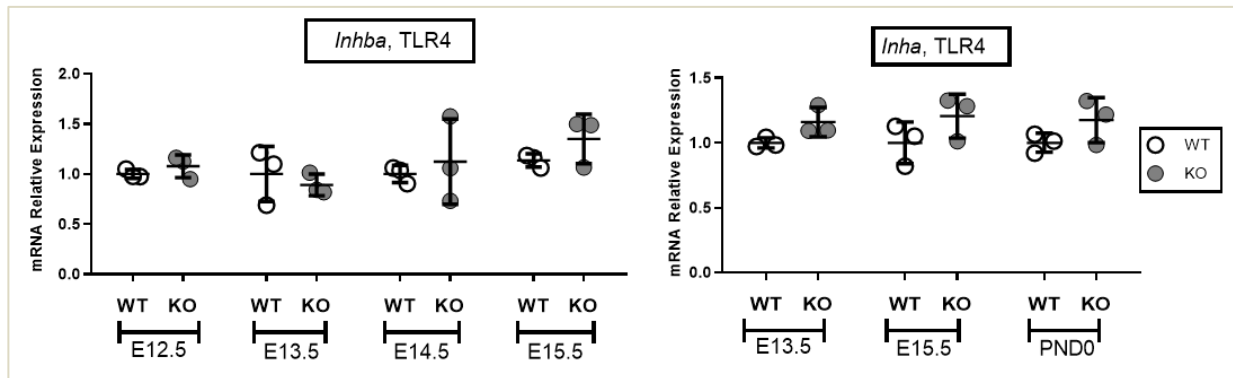 Inhba, TLR4
mRNA Relative Expression
2.0
1.5
1.0
0.5
0.0
WT KO WT KO WT KO WT KO
E12.5 E13.5 E14.5 E15.5
Inha, TLR4
mRNA Relative Expression
1.5
1.0
0.5
0.0
WT KO WT KO WT KO
E13.5 E15.5 PND0
WT
KO